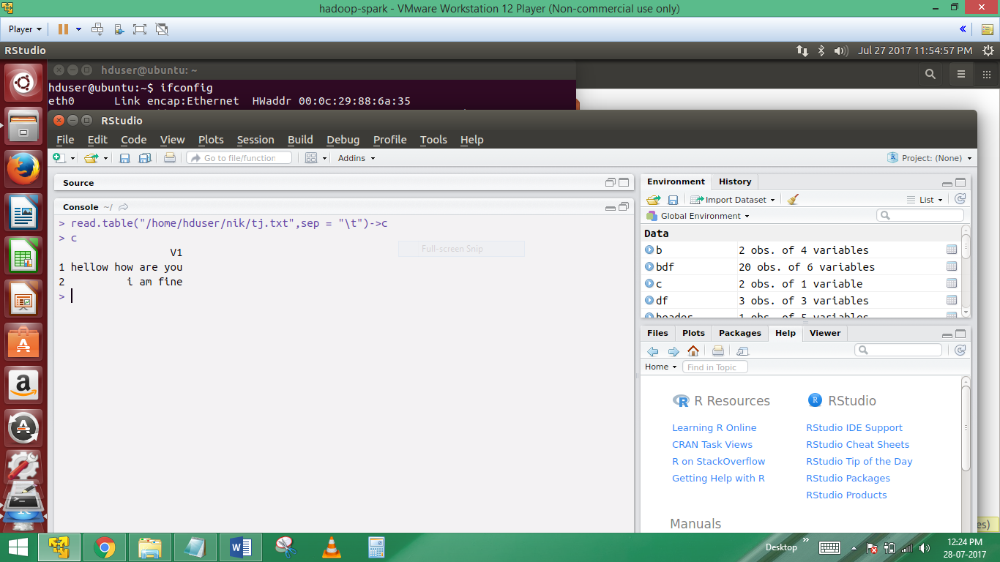 hadoop-spark - VMware Workstation 12 Player (Non-commercial use only)
Player
RStudio
Jul 27 2017 11:54:57 PM
hduser@ubuntu: ~
hduser@ubuntu:~$ ifconfig
eth0      Link encap:Ethernet  HWaddr 00:0c:29:88:6a:35
RStudio
File Edit Code View Plots Session Build Debug Profile Tools Help
Go to file/function
Addins
Project: (None)
Source
Console ~/
> read.table("/home/hduser/nik/tj.txt",sep = "\t")->c
> c
V1
1 hellow how are you
2 i am fine
>
Full-screen Snip
Environment History
Import Dataset
List
Global Environment
Data
b 2 obs. of 4 variables
bdf 20 obs. of 6 variables
c 2 obs. of 1 variable
df 3 obs. of 3 variables
header 1 obs. of 5 variables
Files Plots Packages Help Viewer
Home
Find in Topic
R Resources
Learning R Online
CRAN Task Views
R on StackOverflow
Getting Help with R
RStudio
RStudio IDE Support
RStudio Cheat Sheets
RStudio Tip of the Day
RStudio Packages
RStudio Products
Manuals
es)
Desktop
12:24 PM
28-07-2017